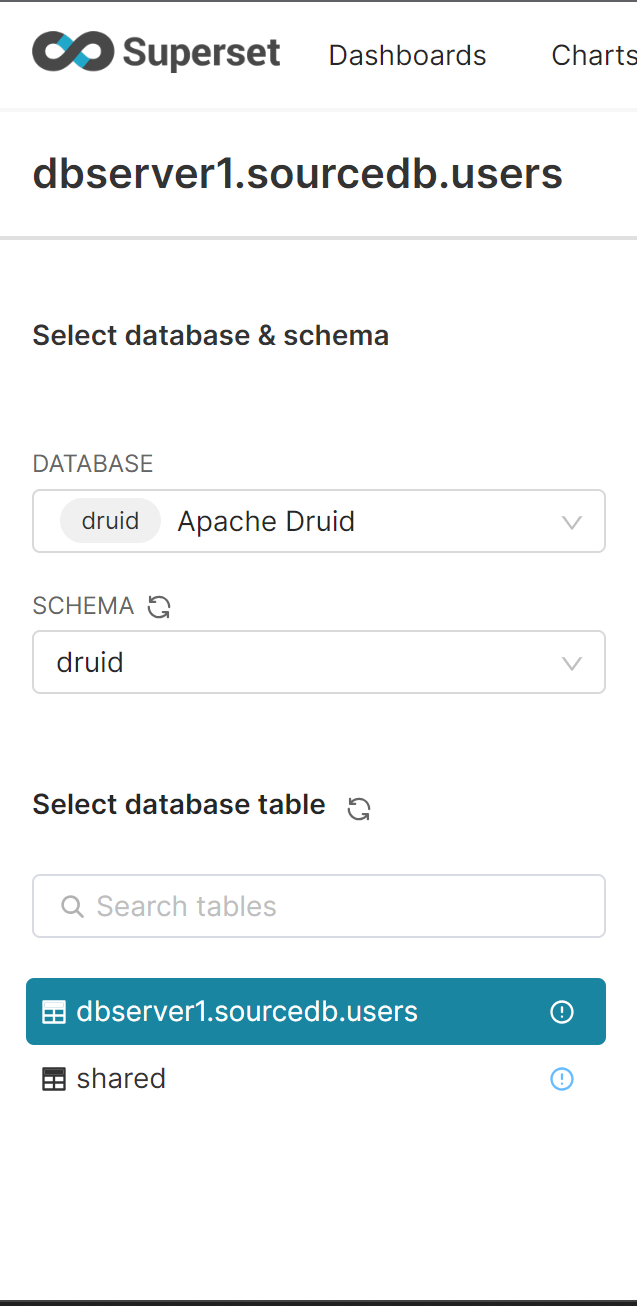 Superset Dashboards Charts
dbserver1.sourcedb.users
Select database & schema
DATABASE
druid Apache Druid
SCHEMA
druid
Select database table
Search tables
dbserver1.sourcedb.users
shared